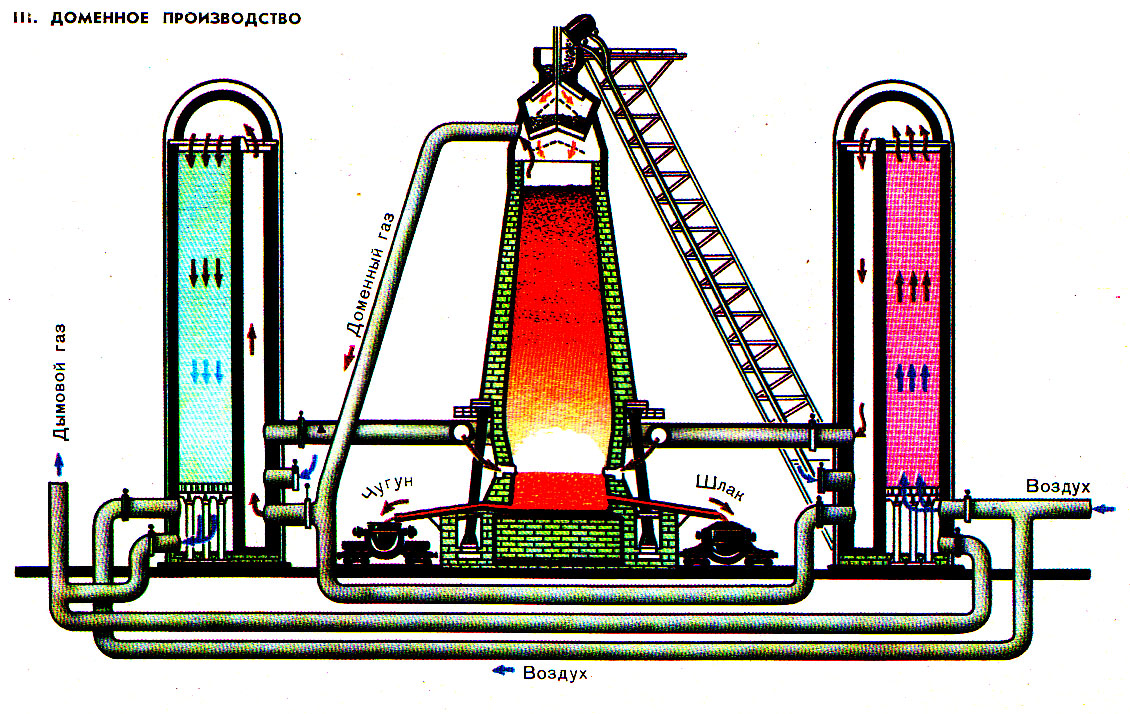 III. ДОМЕННОЕ ПРОИЗВОДСТВО
Доменный газ
Дымовой газ
Чугун
Шлак
Воздух
Воздух